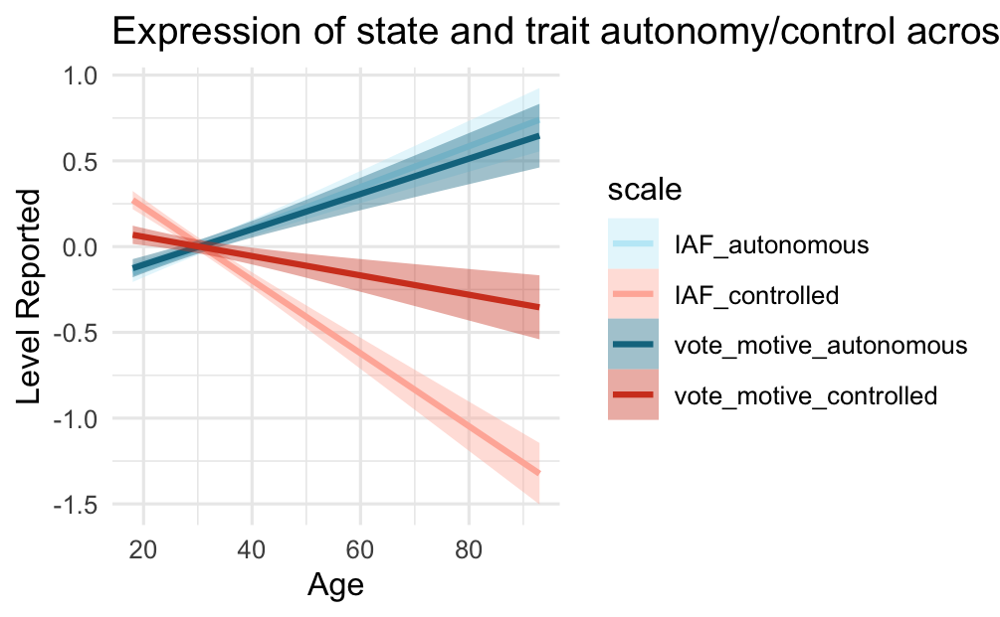 Expression of state and trait autonomy/control acros
1.0
0.5
0.0
-0.5
-1.0
-1.5
Level Reported
20 40 60 80
Age
scale
IAF_autonomous
IAF_controlled
vote_motive_autonomous
vote_motive_controlled